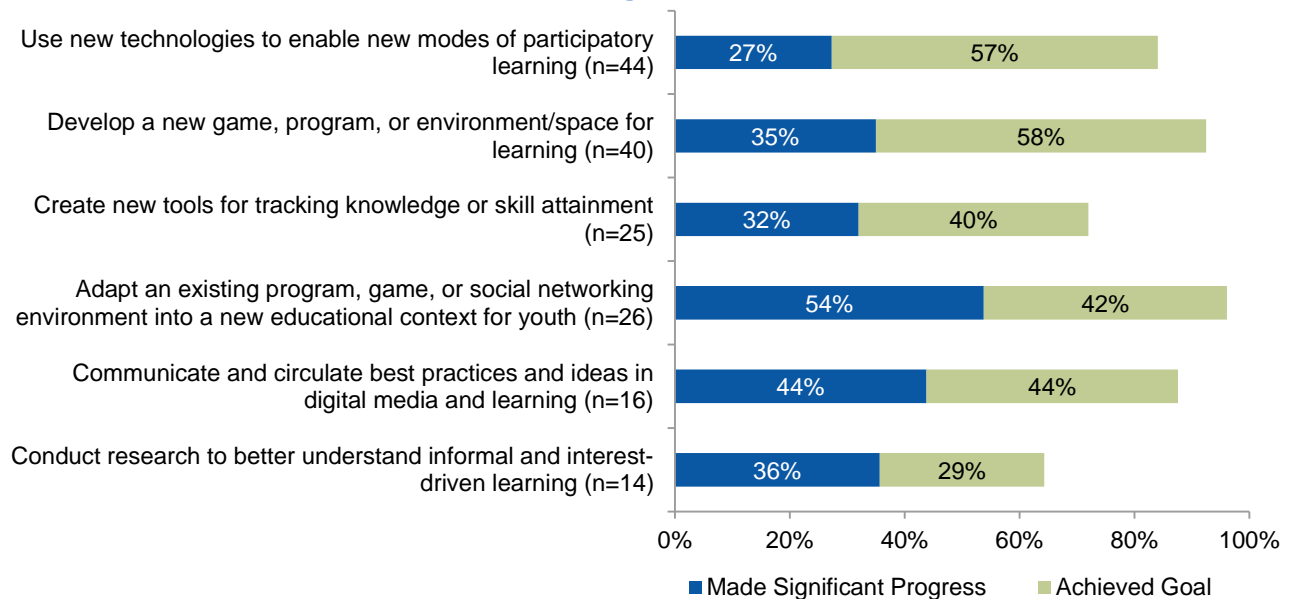 Use new technologies to enable new modes of participatory
learning (n=44)
27%
57%
Develop a new game, program, or environment/space for
learning (n=40)
35%
58%
Create new tools for tracking knowledge or skill attainment
(n=25)
32%
40%
Adapt an existing program, game, or social networking
environment into a new educational context for youth (n=26)
54%
42%
Communicate and circulate best practices and ideas in
digital media and learning (n=16)
44%
44%
Conduct research to better understand informal and interest-
driven learning (n=14)
36%
29%
0% 20% 40% 60% 80% 100%
Made Significant Progress Achieved Goal